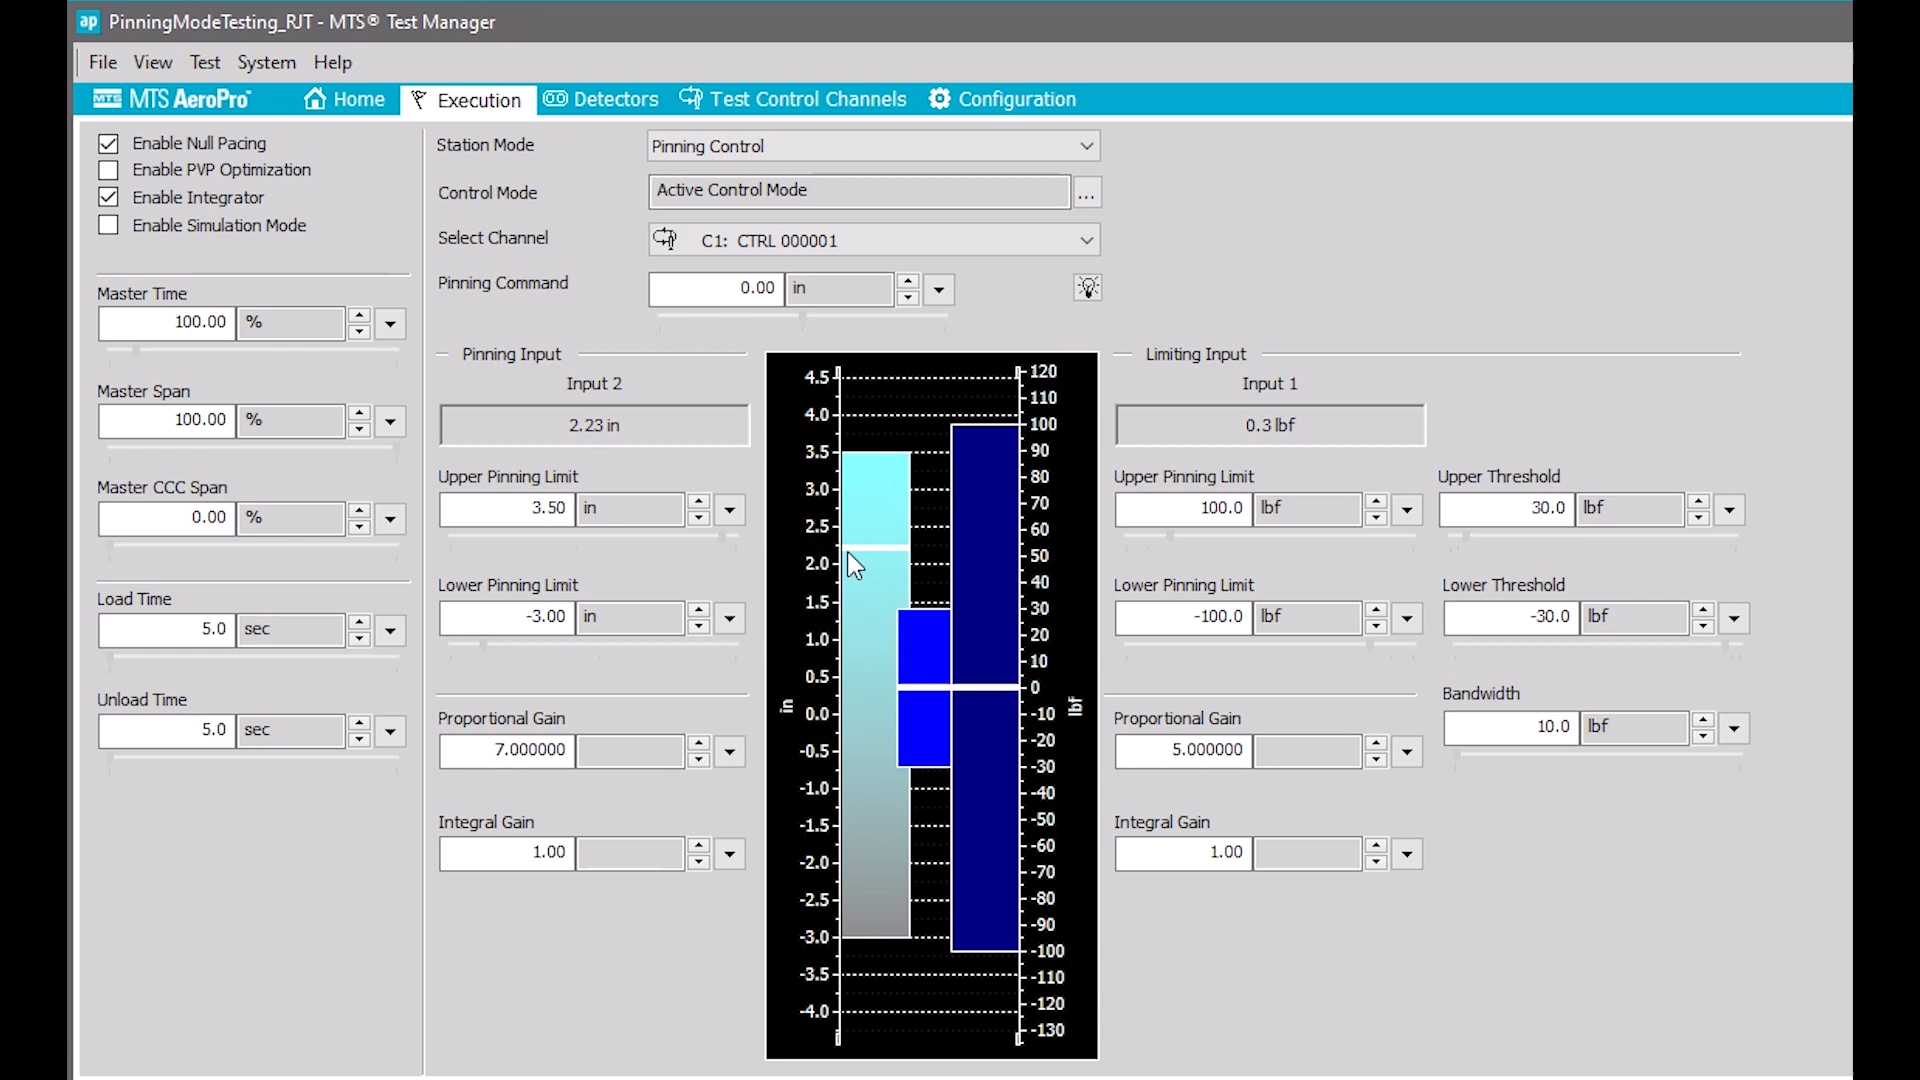 ap PinningModeTesting_RJT - MTS® Test Manager
File View Test System Help
MTS MTS AeroPro™ Home Execution Detectors Test Control Channels Configuration
Enable Null Pacing
Enable PVP Optimization
Enable Integrator
Enable Simulation Mode
Master Time
100.00 %
Master Span
100.00 %
Master CCC Span
0.00 %
Load Time
5.0 sec
Unload Time
5.0 sec
Station Mode Pinning Control
Control Mode Active Control Mode ...
Select Channel C1: CTRL 000001
Pinning Command 0.00 in
Pinning Input
Input 2
2.23 in
Upper Pinning Limit
3.50 in
Lower Pinning Limit
-3.00 in
Proportional Gain
7.000000
Integral Gain
1.00
4.5
4.0
3.5
3.0
2.5
2.0
1.5
1.0
0.5
0.0
-0.5
-1.0
-1.5
-2.0
-2.5
-3.0
-3.5
-4.0
in
120
110
100
90
80
70
60
50
40
30
20
10
0
-10
-20
-30
-40
-50
-60
-70
-80
-90
-100
-110
-120
-130
lbf
Limiting Input
Input 1
0.3 lbf
Upper Pinning Limit
100.0 lbf
Lower Pinning Limit
-100.0 lbf
Proportional Gain
5.000000
Integral Gain
1.00
Upper Threshold
30.0 lbf
Lower Threshold
-30.0 lbf
Bandwidth
10.0 lbf